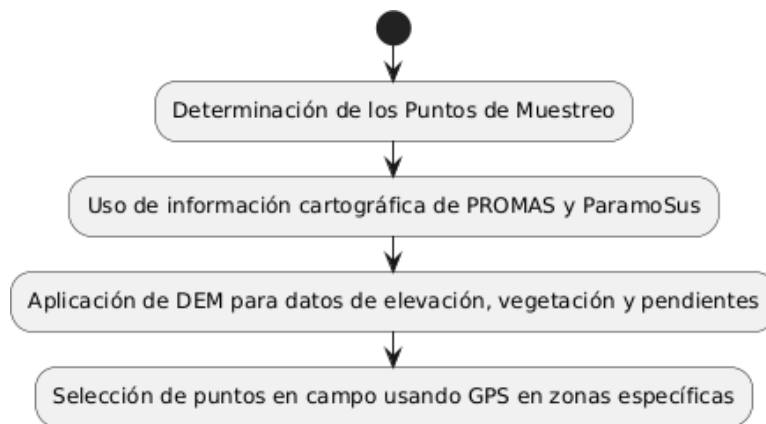 Determinación de los Puntos de Muestreo
Uso de información cartográfica de PROMAS y ParamoSus
Aplicación de DEM para datos de elevación, vegetación y pendientes
Selección de puntos en campo usando GPS en zonas específicas